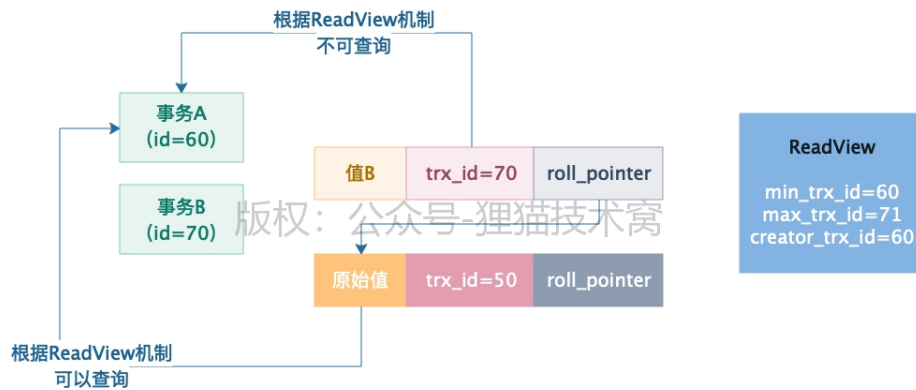 根据ReadView机制
不可查询
事务A
（id=60）
事务B
（id=70）
值B
trx_id=70
roll_pointer
版权：公众号-狸猫技术窝
原始值
trx_id=50
roll_pointer
ReadView
min_trx_id=60
max_trx_id=71
creator_trx_id=60
根据ReadView机制
可以查询